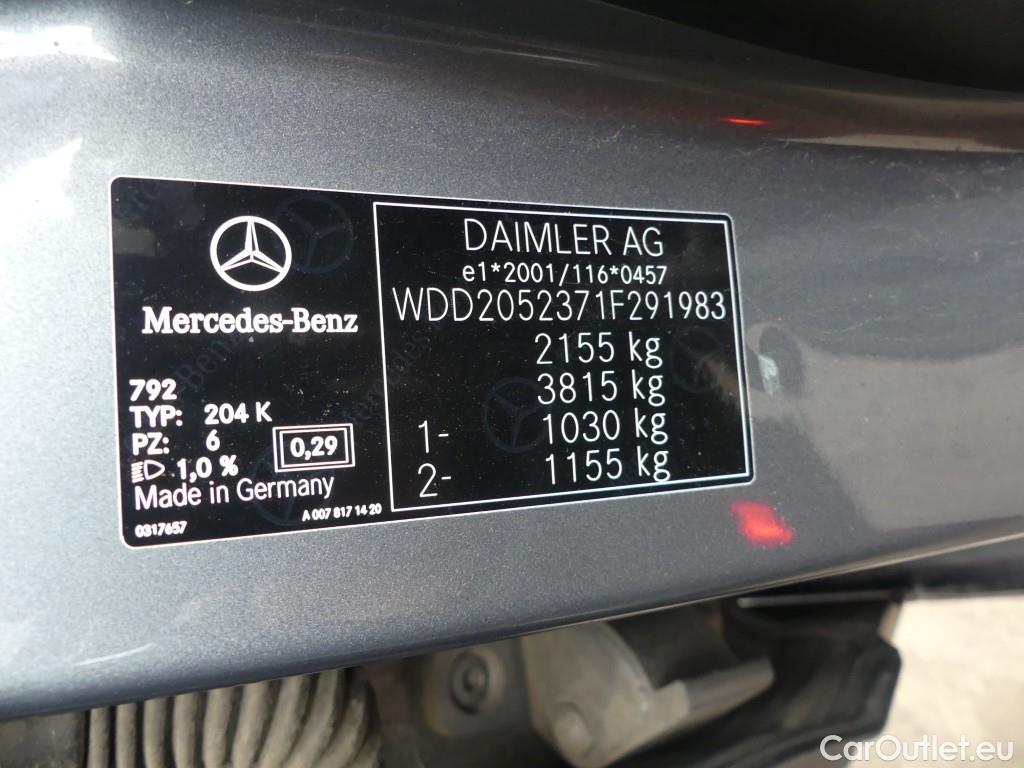 Mercedes-Benz
792
TYP: 204 K
PZ: 6
0,29
1,0 %
Made in Germany
0317657
A 007 817 14 20
DAIMLER AG
e1*2001/116*0457
WDD2052371F291983
2155 kg
3815 kg
1- 1030 kg
2- 1155 kg
CarOutlet.eu